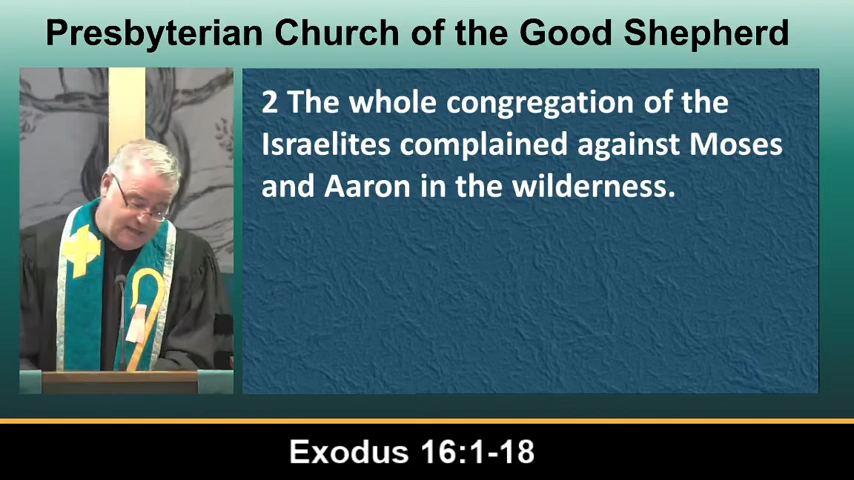 Presbyterian Church of the Good Shepherd
2 The whole congregation of the
Israelites complained against Moses
and Aaron in the wilderness.
Exodus 16:1-18